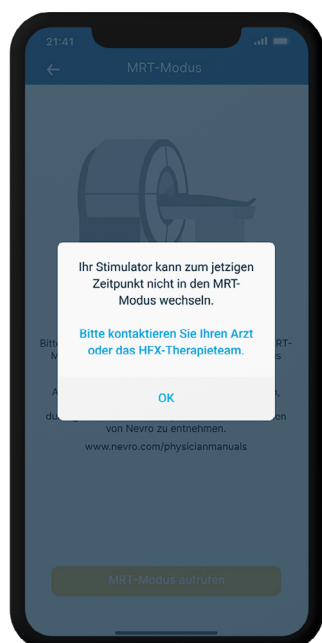 21:41
MRT-Modus
Ihr Stimulator kann zum jetzigen
Zeitpunkt nicht in den MRT-
Modus wechseln.
Bitte kontaktieren Sie Ihren Arzt
oder das HFX-Therapieteam.
OK
von Nevro zu entnehmen.
www.nevro.com/physicianmanuals
MRT-Modus aufrufen